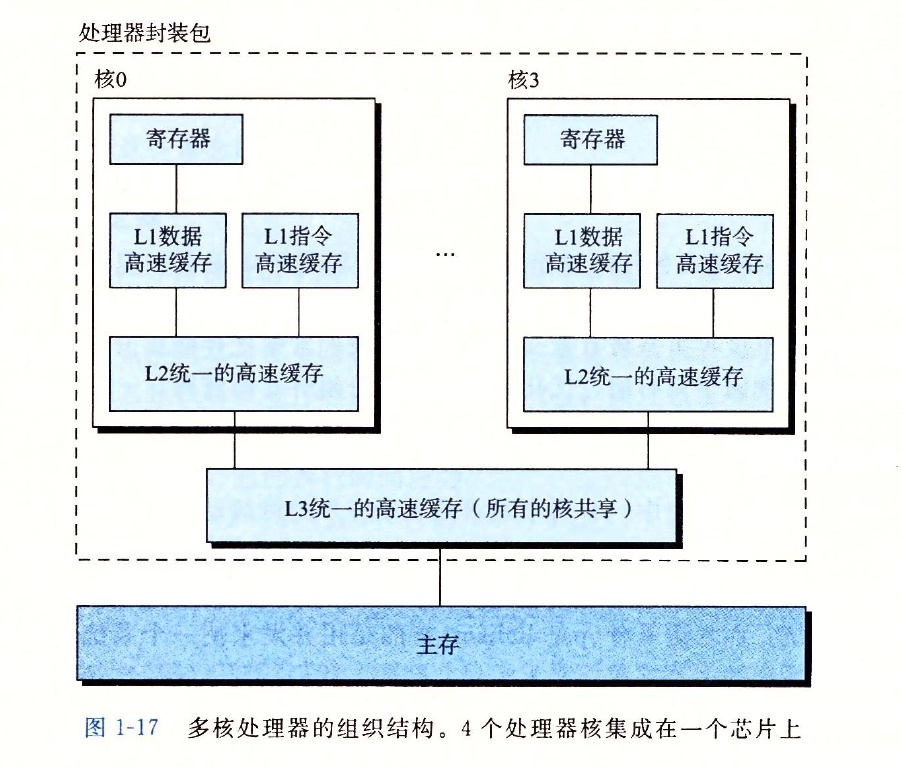 处理器封装包
核0
寄存器
L1数据
高速缓存
L1指令
高速缓存
L2统一的高速缓存
…
核3
寄存器
L1数据
高速缓存
L1指令
高速缓存
L2统一的高速缓存
L3统一的高速缓存（所有的核共享）
主存
图 1-17 多核处理器的组织结构。4 个处理器核集成在一个芯片上